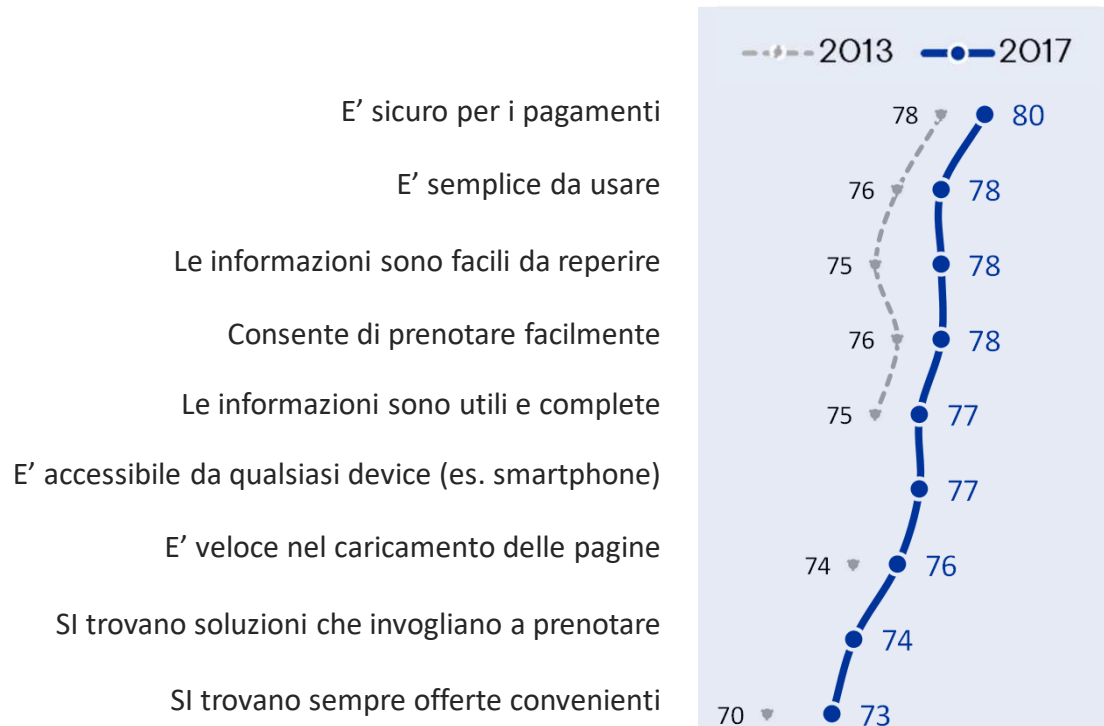 2013 2017
E' sicuro per i pagamenti 78 80
E' semplice da usare 76 78
Le informazioni sono facili da reperire 75 78
Consente di prenotare facilmente 76 78
Le informazioni sono utili e complete 75 77
E' accessibile da qualsiasi device (es. smartphone) 77
E' veloce nel caricamento delle pagine 74 76
SI trovano soluzioni che invogliano a prenotare 74
SI trovano sempre offerte convenienti 70 73